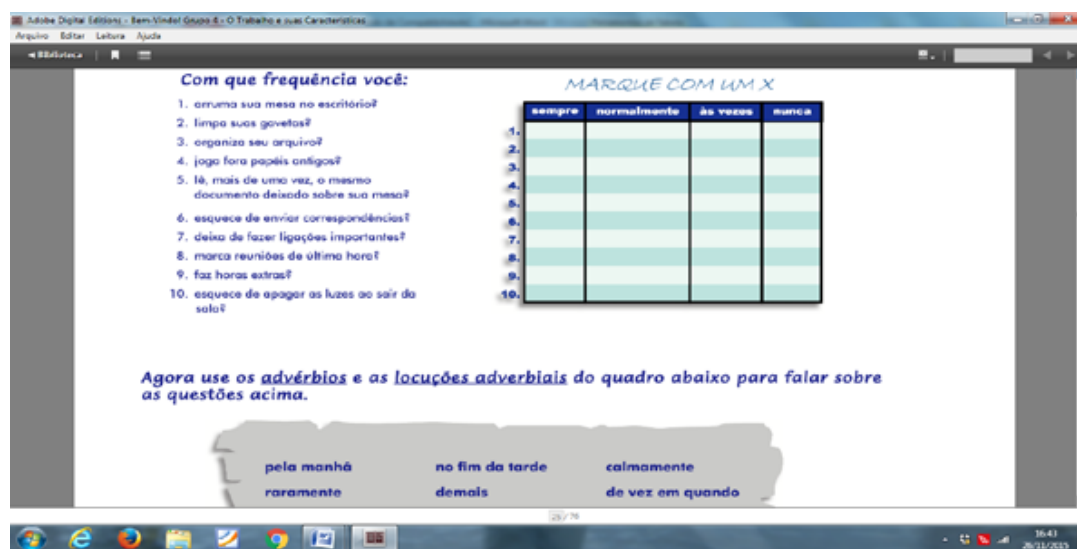 Adobe Digital Editions - Bem-Vindo! Grupo 4 - O Trabalho e suas Características
Arquivo Editar Leitura Ajuda
Biblioteca
Com que frequência você:
1. arruma sua mesa no escritório?
2. limpa suas gavetas?
3. organiza seu arquivo?
4. joga fora papéis antigos?
5. lê, mais de uma vez, o mesmo
documento deixado sobre sua mesa?
6. esquece de enviar correspondências?
7. deixa de fazer ligações importantes?
8. marca reuniões de última hora?
9. faz horas extras?
10. esquece de apagar as luzes ao sair da
sala?
MARQUE COM UM X
sempre normalmente às vezes nunca
1.
2.
3.
4.
5.
6.
7.
8.
9.
10.
Agora use os advérbios e as locuções adverbiais do quadro abaixo para falar sobre
as questões acima.
pela manhã no fim da tarde calmamente
raramente demais de vez em quando
16:43
26/11/2015